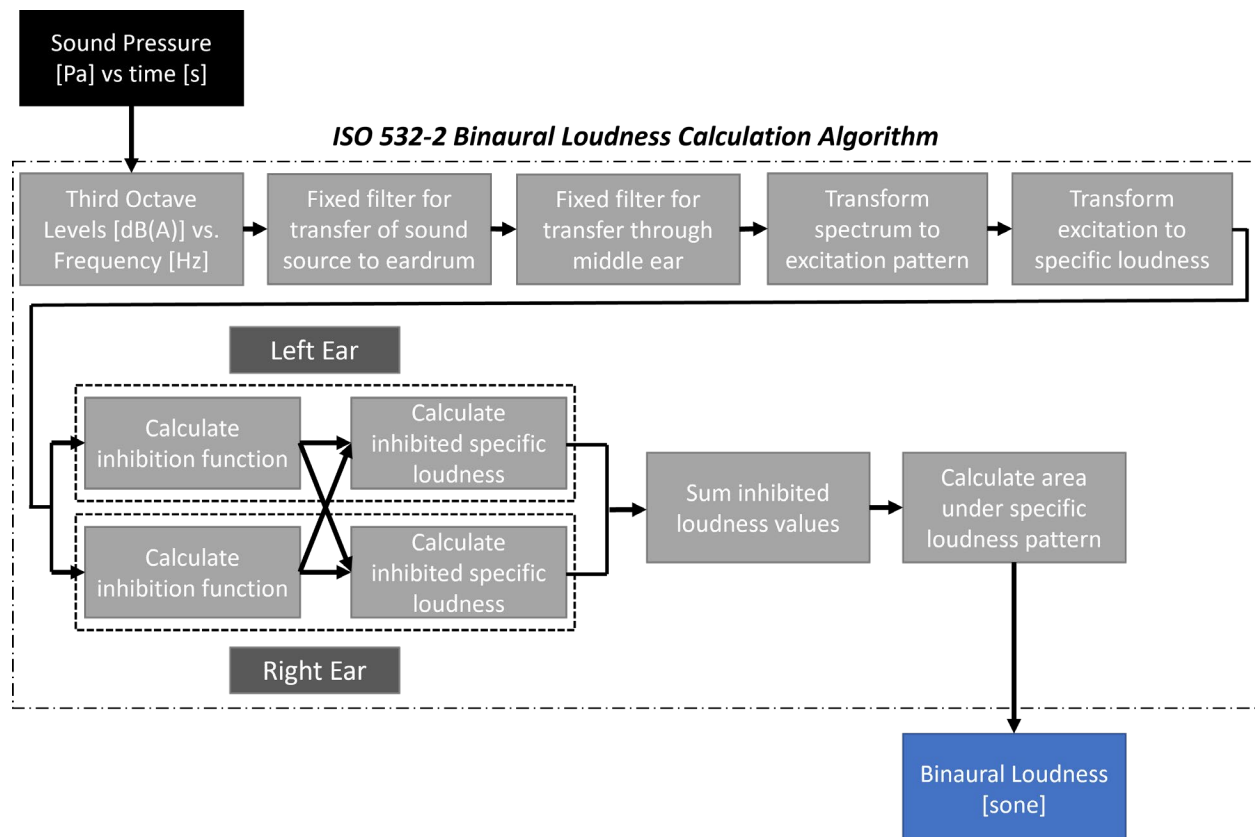 Sound Pressure
[Pa] vs time [s]
ISO 532-2 Binaural Loudness Calculation Algorithm
Third Octave
Levels [dB(A)] vs.
Frequency [Hz]
Fixed filter for
transfer of sound
source to eardrum
Fixed filter for
transfer through
middle ear
Transform
spectrum to
excitation pattern
Transform
excitation to
specific loudness
Left Ear
Calculate
inhibition function
Calculate
inhibited specific
loudness
Calculate
inhibition function
Calculate
inhibited specific
loudness
Right Ear
Sum inhibited
loudness values
Calculate area
under specific
loudness pattern
Binaural Loudness
[sone]